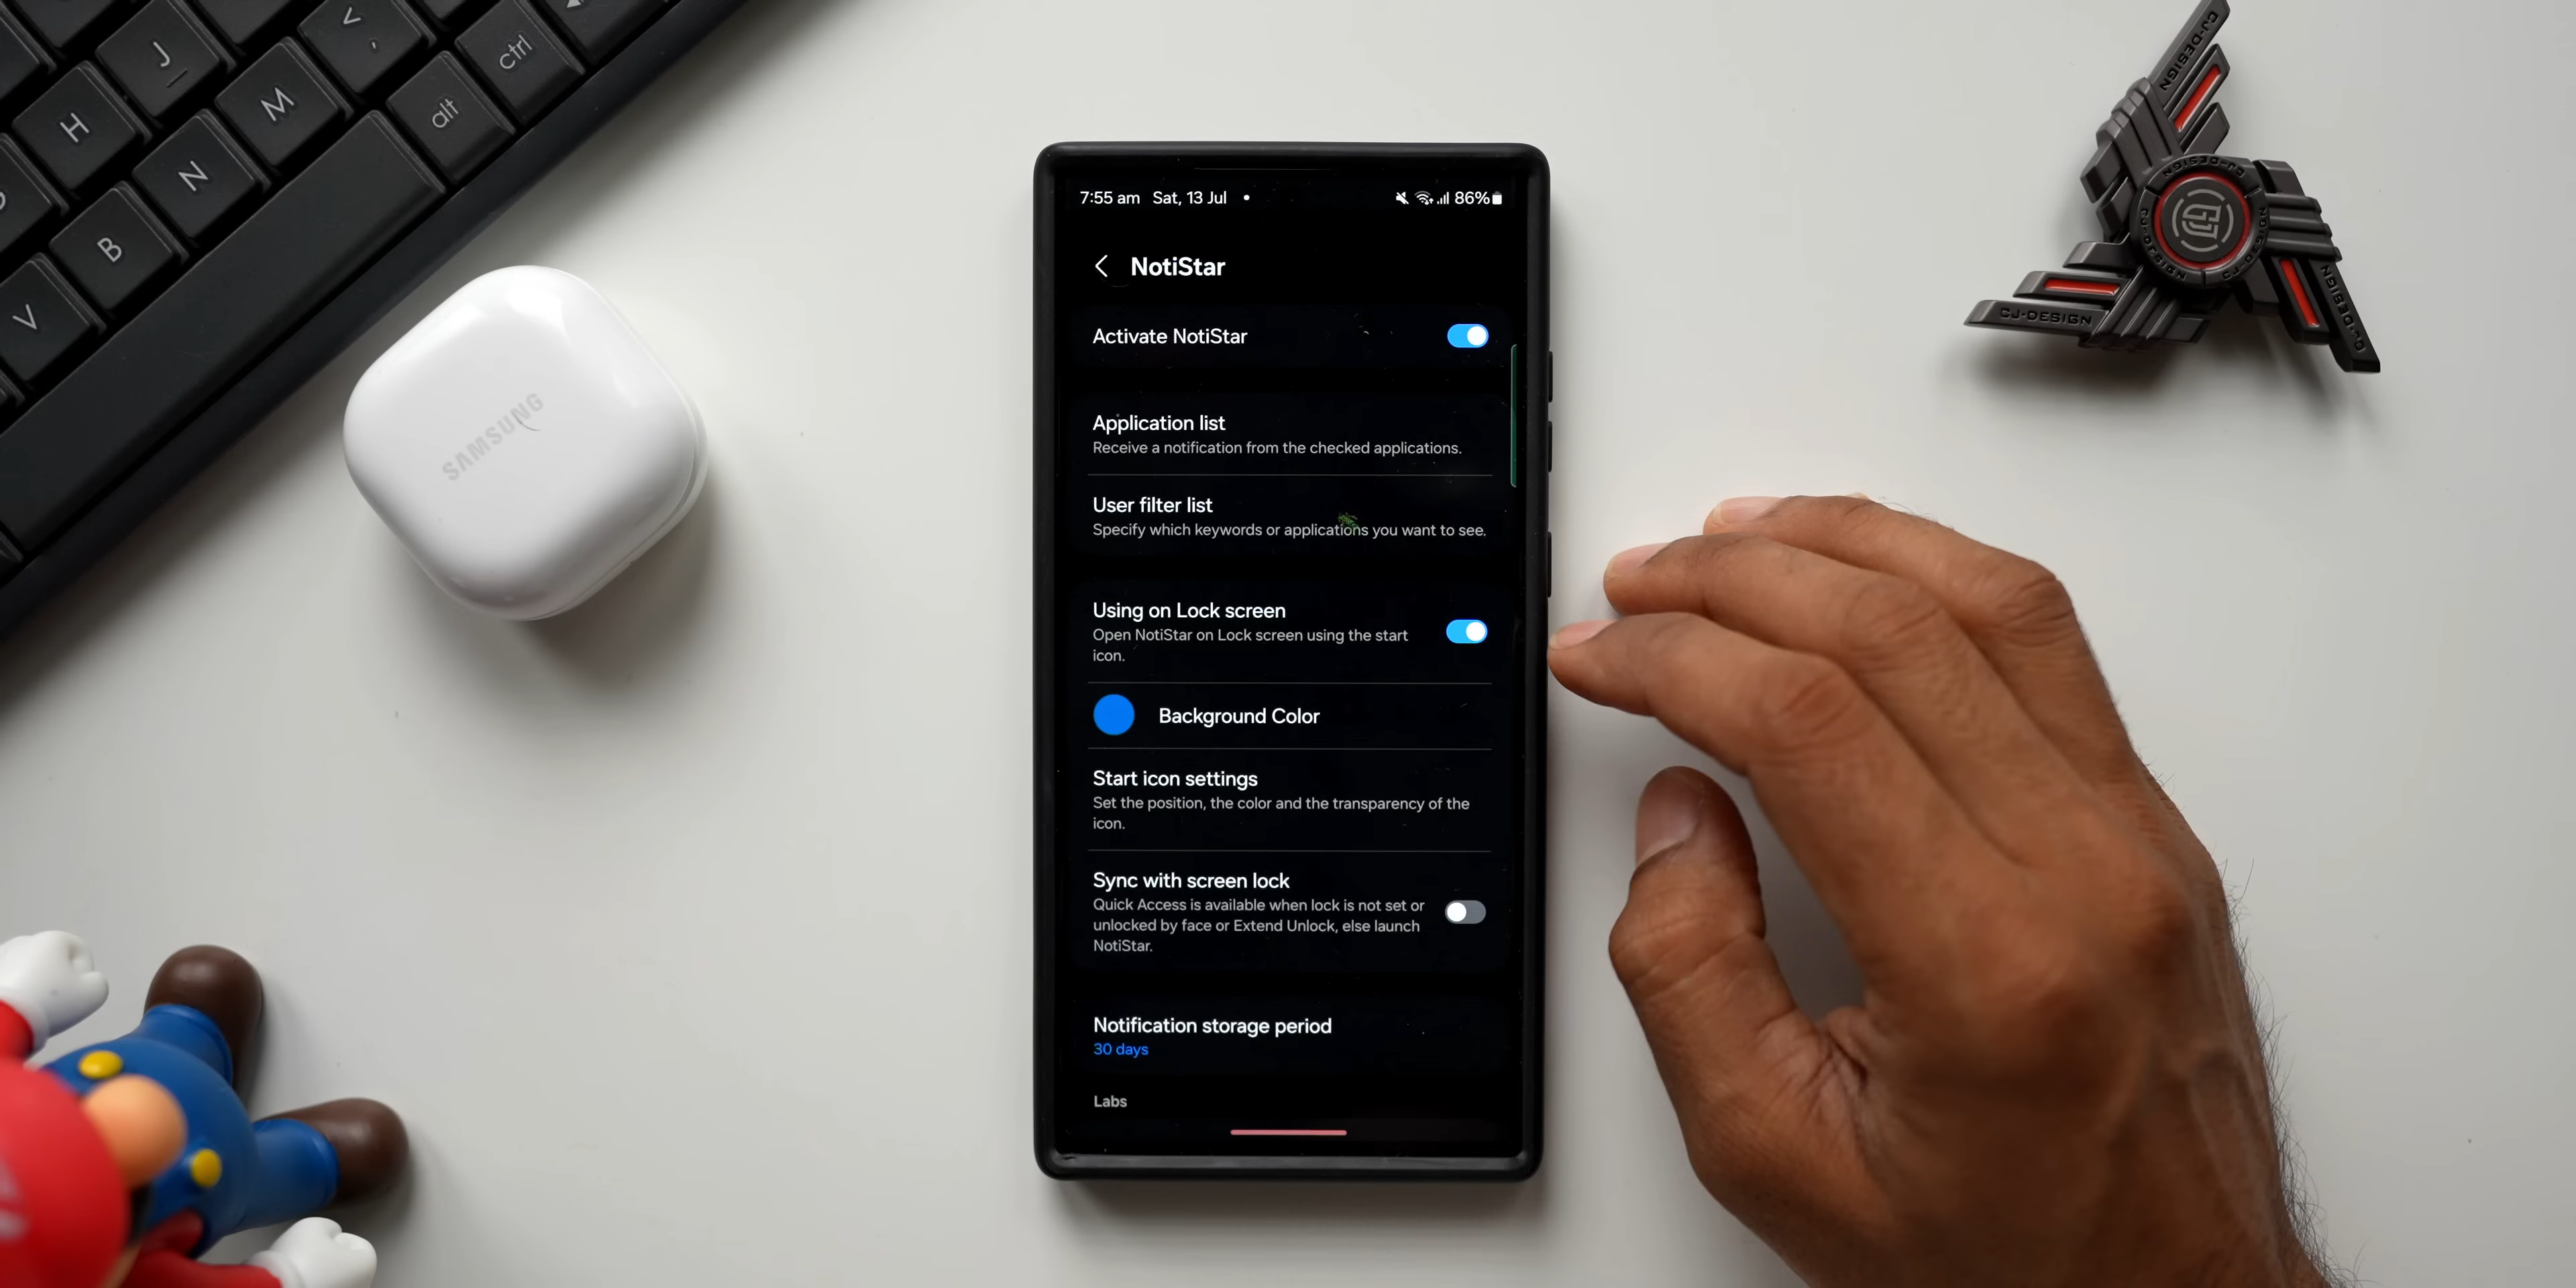 J
H
M
N
B
V
alt
ctrl
SAMSUNG
7:55 am Sat, 13 Jul
86%
NotiStar
Activate NotiStar
Application list
Receive a notification from the checked applications.
User filter list
Specify which keywords or applications you want to see.
Using on Lock screen
Open NotiStar on Lock screen using the start
icon.
Background Color
Start icon settings
Set the position, the color and the transparency of the
icon.
Sync with screen lock
Quick Access is available when lock is not set or
unlocked by face or Extend Unlock, else launch
NotiStar.
Notification storage period
30 days
Labs
CJ-DESIGN
CJ-DESIGN
CJ-DESIGN